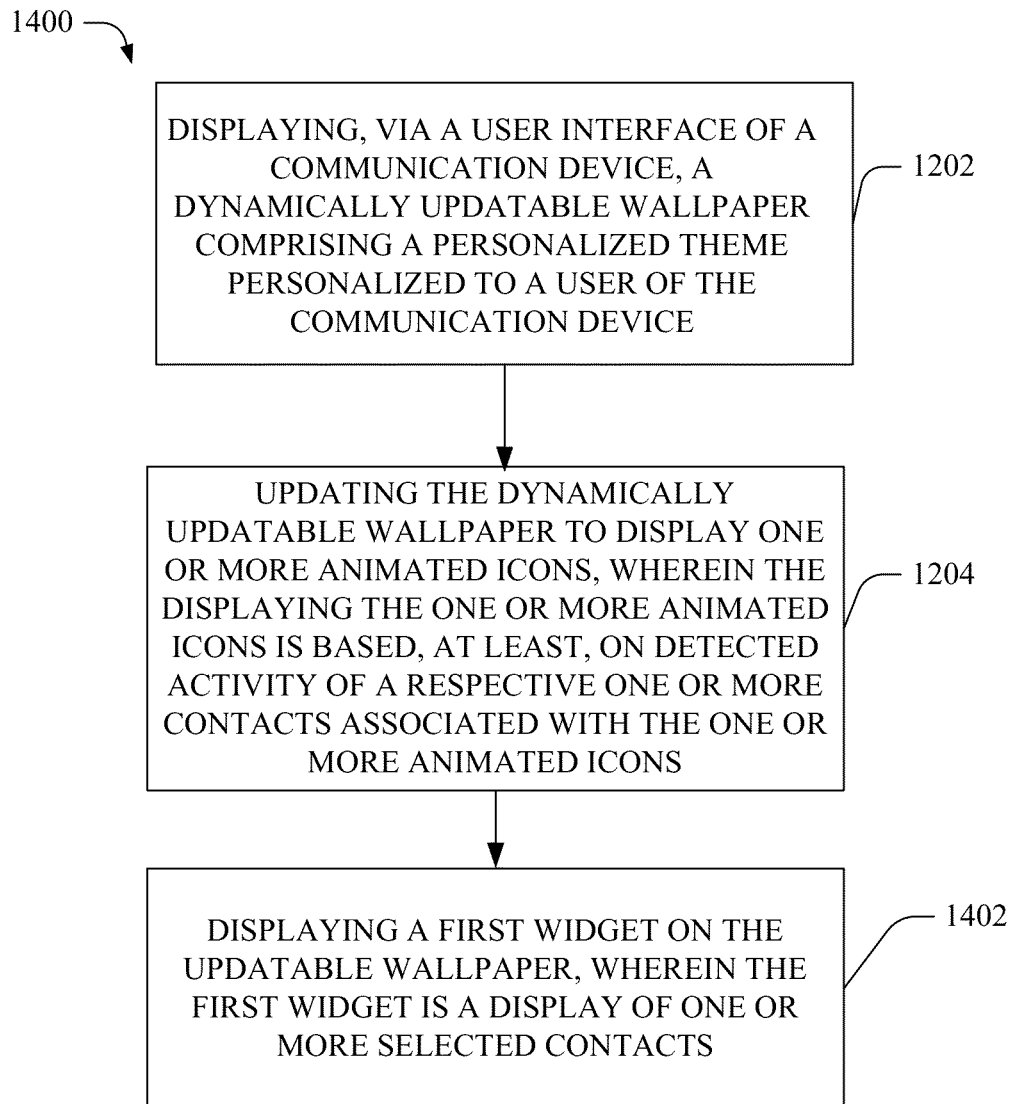 1400
DISPLAYING, VIA A USER INTERFACE OF A
COMMUNICATION DEVICE, A
DYNAMICALLY UPDATABLE WALLPAPER
COMPRISING A PERSONALIZED THEME
PERSONALIZED TO A USER OF THE
COMMUNICATION DEVICE
1202
UPDATING THE DYNAMICALLY
UPDATABLE WALLPAPER TO DISPLAY ONE
OR MORE ANIMATED ICONS, WHEREIN THE
DISPLAYING THE ONE OR MORE ANIMATED
ICONS IS BASED, AT LEAST, ON DETECTED
ACTIVITY OF A RESPECTIVE ONE OR MORE
CONTACTS ASSOCIATED WITH THE ONE OR
MORE ANIMATED ICONS
1204
DISPLAYING A FIRST WIDGET ON THE
UPDATABLE WALLPAPER, WHEREIN THE
FIRST WIDGET IS A DISPLAY OF ONE OR
MORE SELECTED CONTACTS
1402